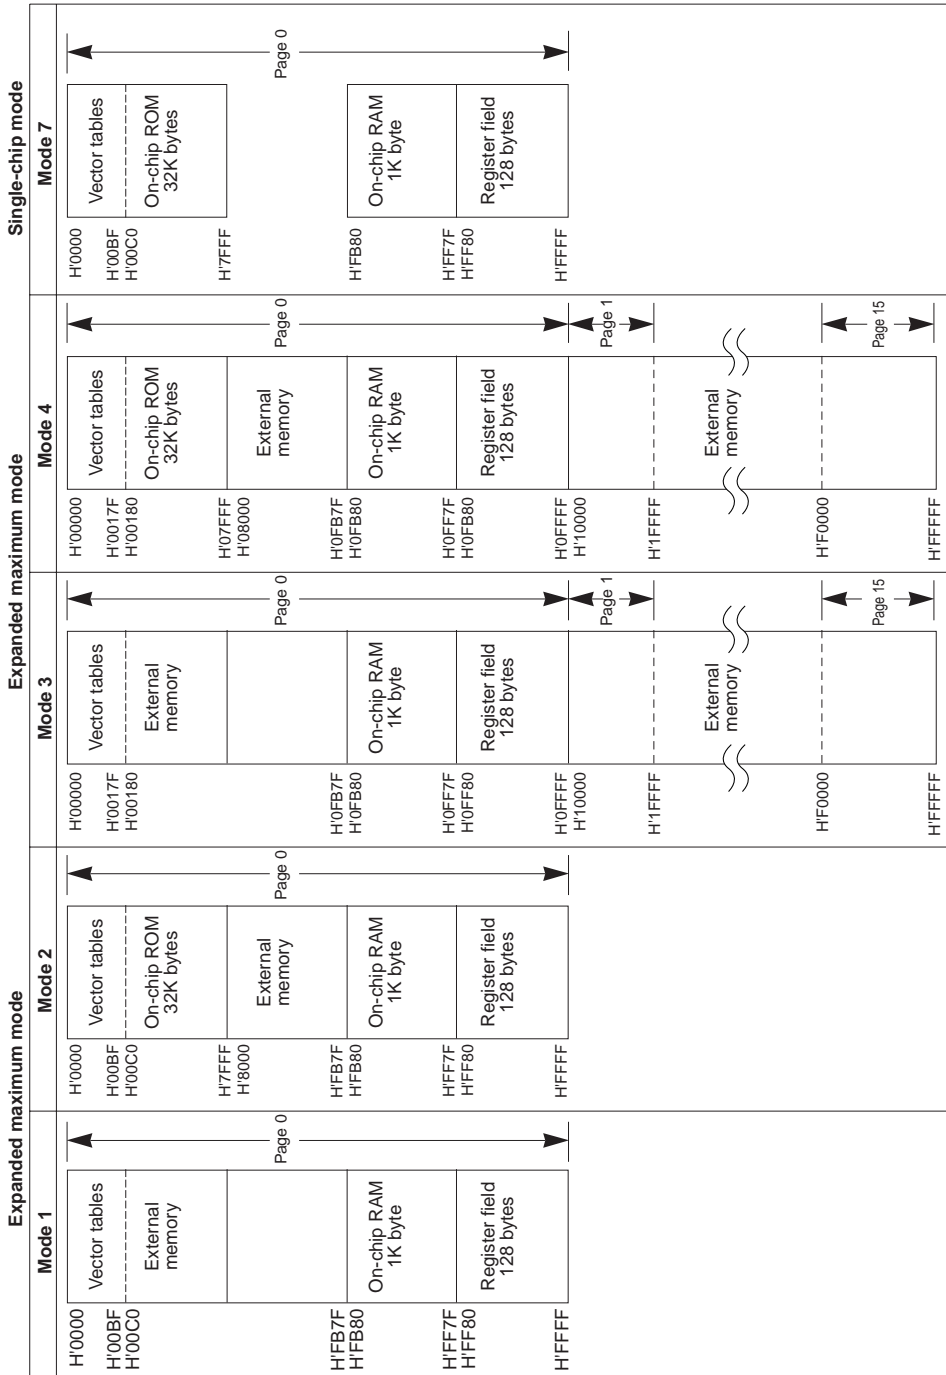 Expanded maximum mode
Expanded maximum mode
Single-chip mode
Mode 1
Mode 2
Mode 3
Mode 4
Mode 7
H'0000
Vector tables
H'00BF
H'00C0
External
memory
H'FB7F
H'FB80
On-chip RAM
1K byte
H'FF7F
H'FF80
Register field
128 bytes
H'FFFF
Page 0
H'0000
Vector tables
H'00BF
H'00C0
On-chip ROM
32K bytes
H'7FFF
H'8000
External
memory
H'FB7F
H'FB80
On-chip RAM
1K byte
H'FF7F
H'FF80
Register field
128 bytes
H'FFFF
Page 0
H'00000
Vector tables
H'0017F
H'00180
External
memory
H'0FB7F
H'0FB80
On-chip RAM
1K byte
H'0FF7F
H'0FF80
Register field
128 bytes
H'0FFFF
H'10000
H'1FFFF
External
memory
H'F0000
H'FFFFF
Page 0
Page 1
Page 15
H'00000
Vector tables
H'0017F
H'00180
On-chip ROM
32K bytes
H'07FFF
H'08000
External
memory
H'0FB7F
H'0FB80
On-chip RAM
1K byte
H'0FF7F
H'0FB80
Register field
128 bytes
H'0FFFF
H'10000
H'1FFFF
External
memory
H'F0000
H'FFFFF
Page 0
Page 1
Page 15
H'0000
Vector tables
H'00BF
H'00C0
On-chip ROM
32K bytes
H'7FFF
H'FB80
On-chip RAM
1K byte
H'FF7F
H'FF80
Register field
128 bytes
H'FFFF
Page 0